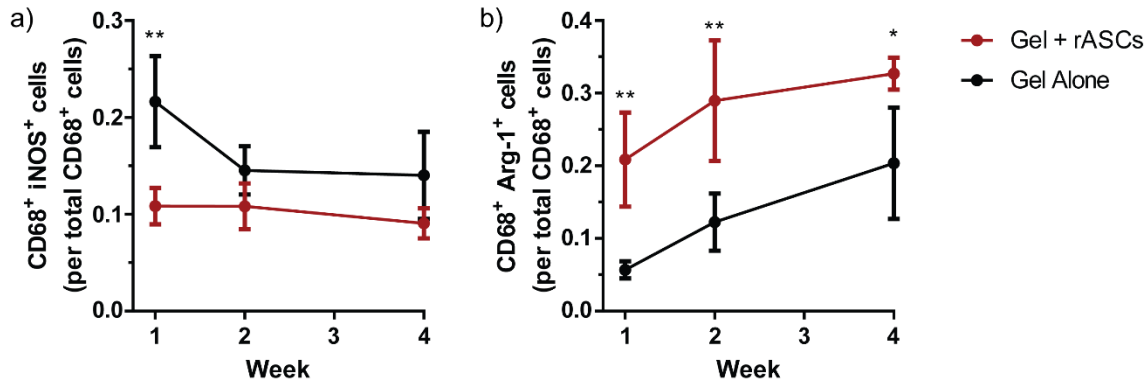 a)
CD68⁺ iNOS⁺ cells
(per total CD68⁺ cells)
0.3
0.2
0.1
0.0
**
1
2
3
4
Week
b)
CD68⁺ Arg-1⁺ cells
(per total CD68⁺ cells)
0.4
0.3
0.2
0.1
0.0
**
**
*
1
2
3
4
Week
Gel + rASCs
Gel Alone